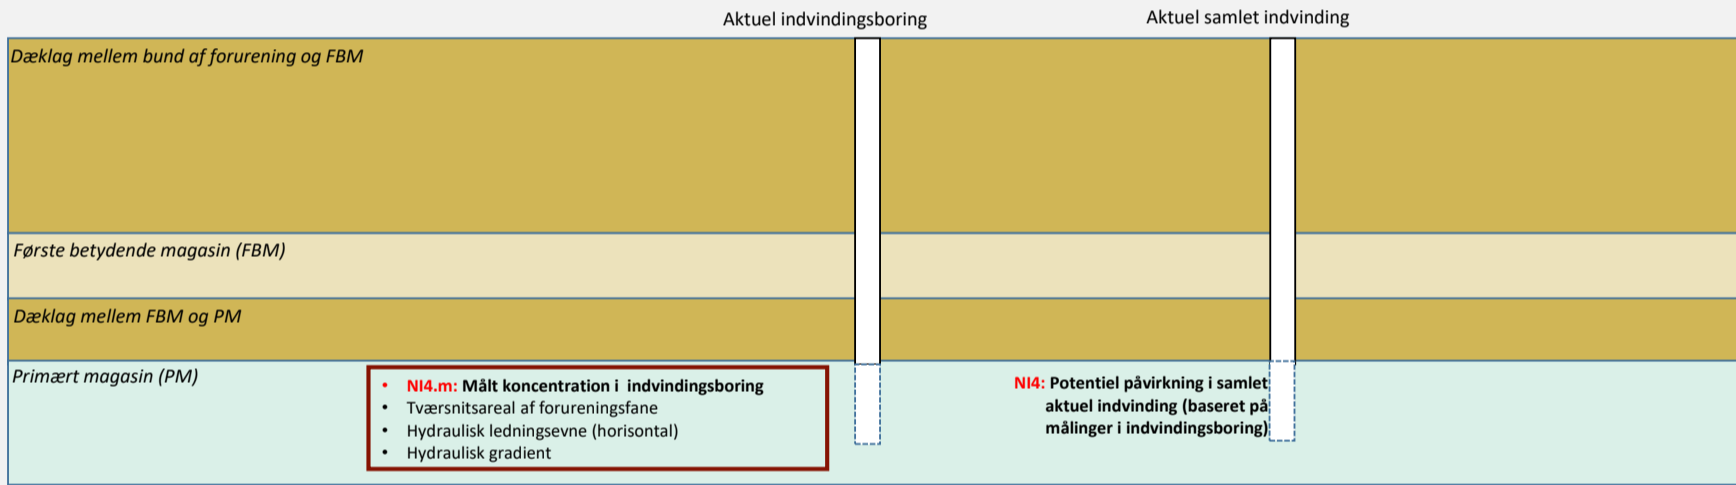 Aktuel indvindingsboring
Aktuel samlet indvinding
Dæklag mellem bund af forurening og FBM
Første betydende magasin (FBM)
Dæklag mellem FBM og PM
Primært magasin (PM)
• NI4.m: Målt koncentration i indvindingsboring
• Tværsnitsareal af forureningsfane
• Hydraulisk ledningsevne (horisontal)
• Hydraulisk gradient
NI4: Potentiel påvirkning i samlet
aktuel indvinding (baseret på
målinger i indvindingsboring)